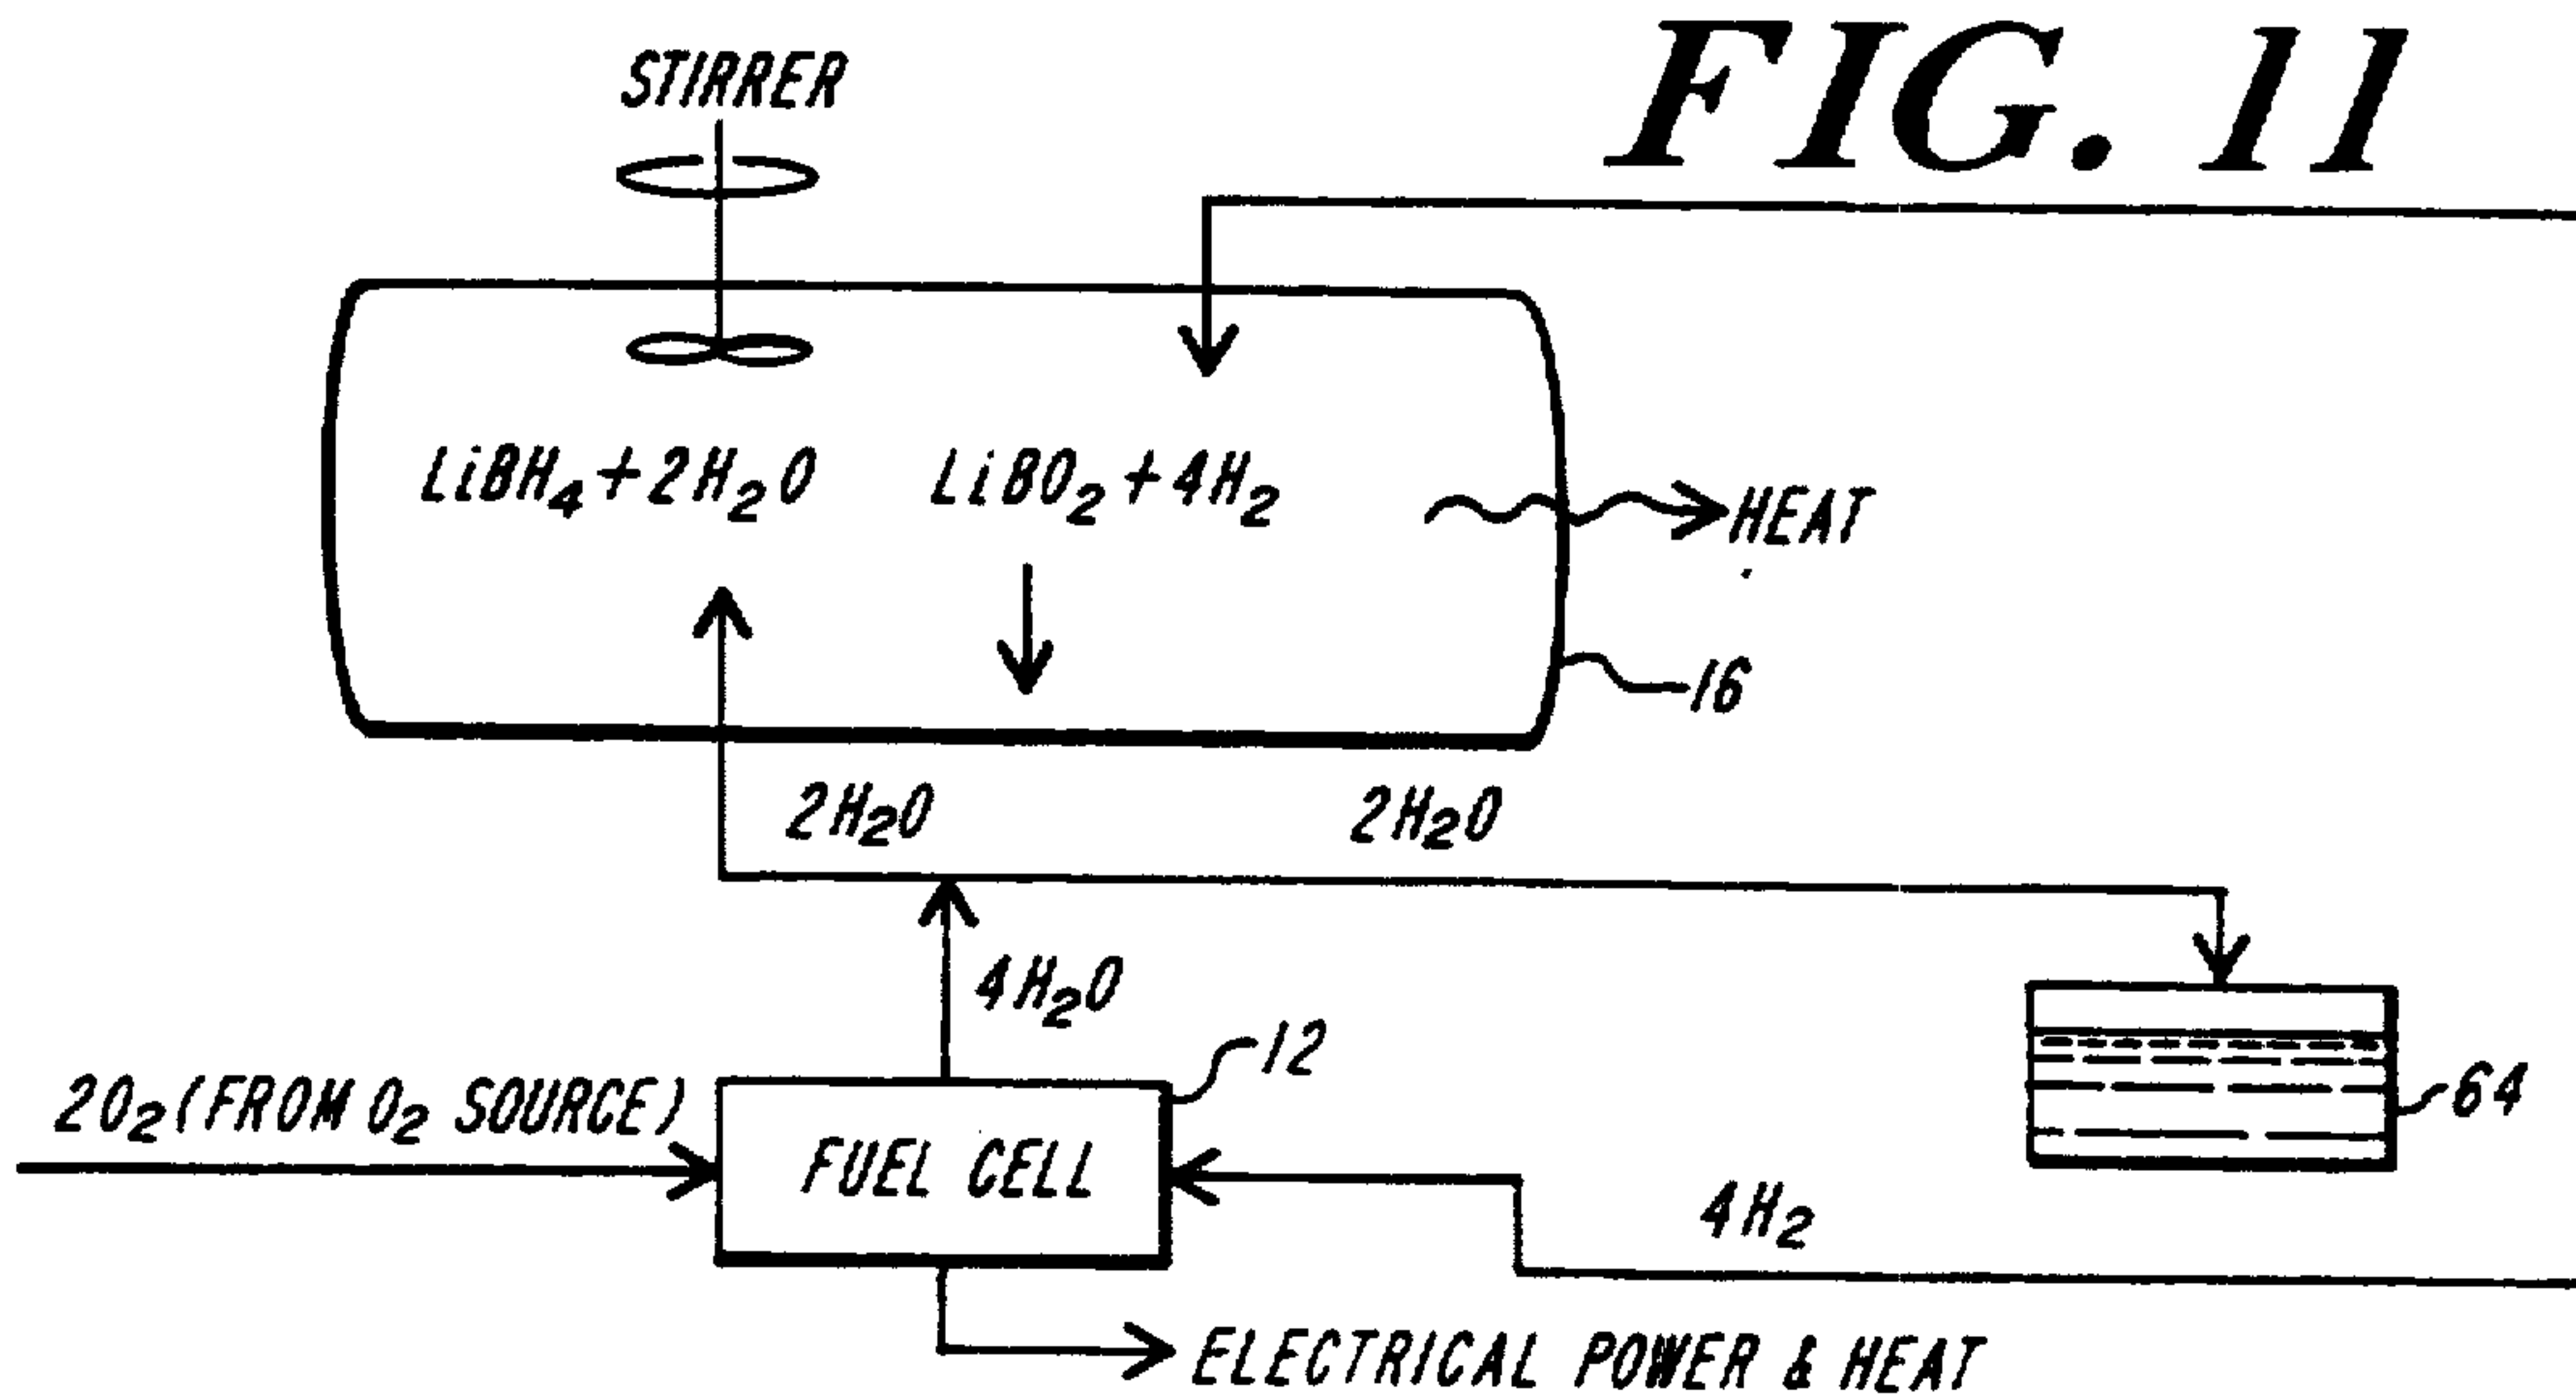 FIG. 11
STIRRER
LiBH₄+2H₂O LiBO₂+4H₂
HEAT
16
2H₂O 2H₂O
4H₂O
12
2O₂(FROM O₂ SOURCE)
FUEL CELL
64
4H₂
ELECTRICAL POWER & HEAT